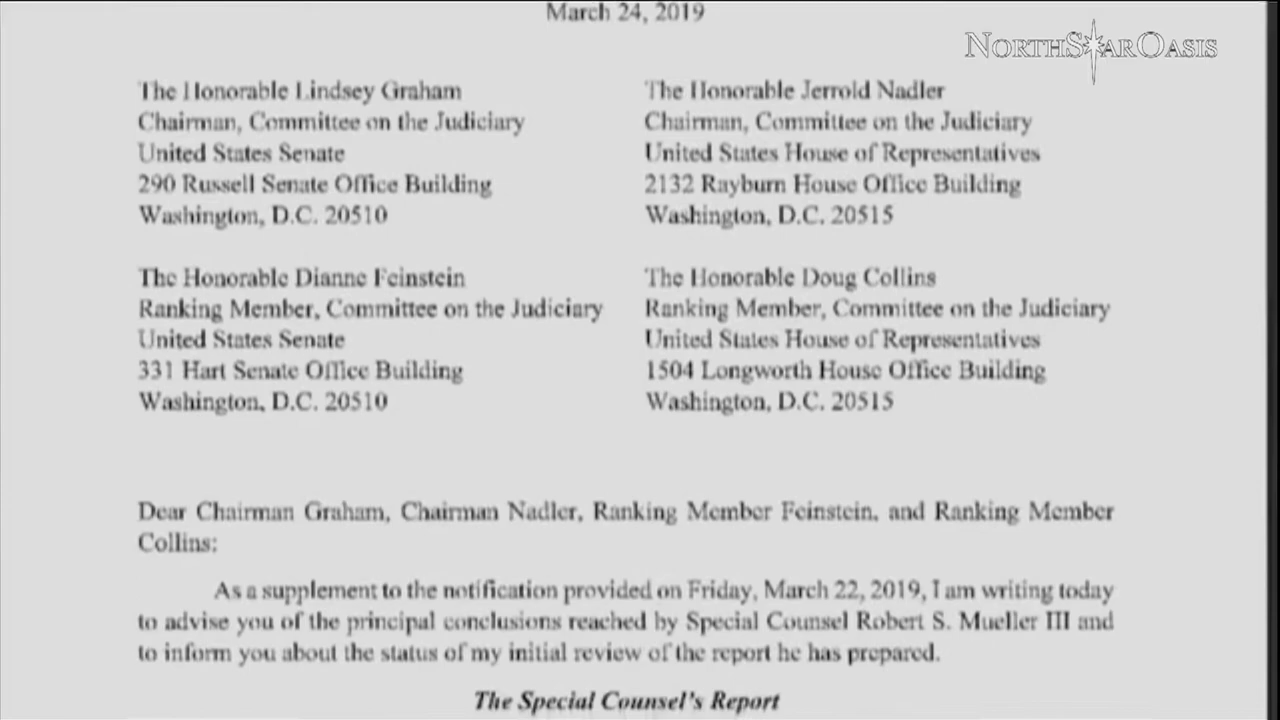 March 24, 2019
NORTHSTAROASIS
The Honorable Lindsey Graham
Chairman, Committee on the Judiciary
United States Senate
290 Russell Senate Office Building
Washington, D.C. 20510
The Honorable Jerrold Nadler
Chairman, Committee on the Judiciary
United States House of Representatives
2132 Rayburn House Office Building
Washington, D.C. 20515
The Honorable Dianne Feinstein
Ranking Member, Committee on the Judiciary
United States Senate
331 Hart Senate Office Building
Washington, D.C. 20510
The Honorable Doug Collins
Ranking Member, Committee on the Judiciary
United States House of Representatives
1504 Longworth House Office Building
Washington, D.C. 20515
Dear Chairman Graham, Chairman Nadler, Ranking Member Feinstein, and Ranking Member
Collins:
As a supplement to the notification provided on Friday, March 22, 2019, I am writing today
to advise you of the principal conclusions reached by Special Counsel Robert S. Mueller III and
to inform you about the status of my initial review of the report he has prepared.
The Special Counsel's Report